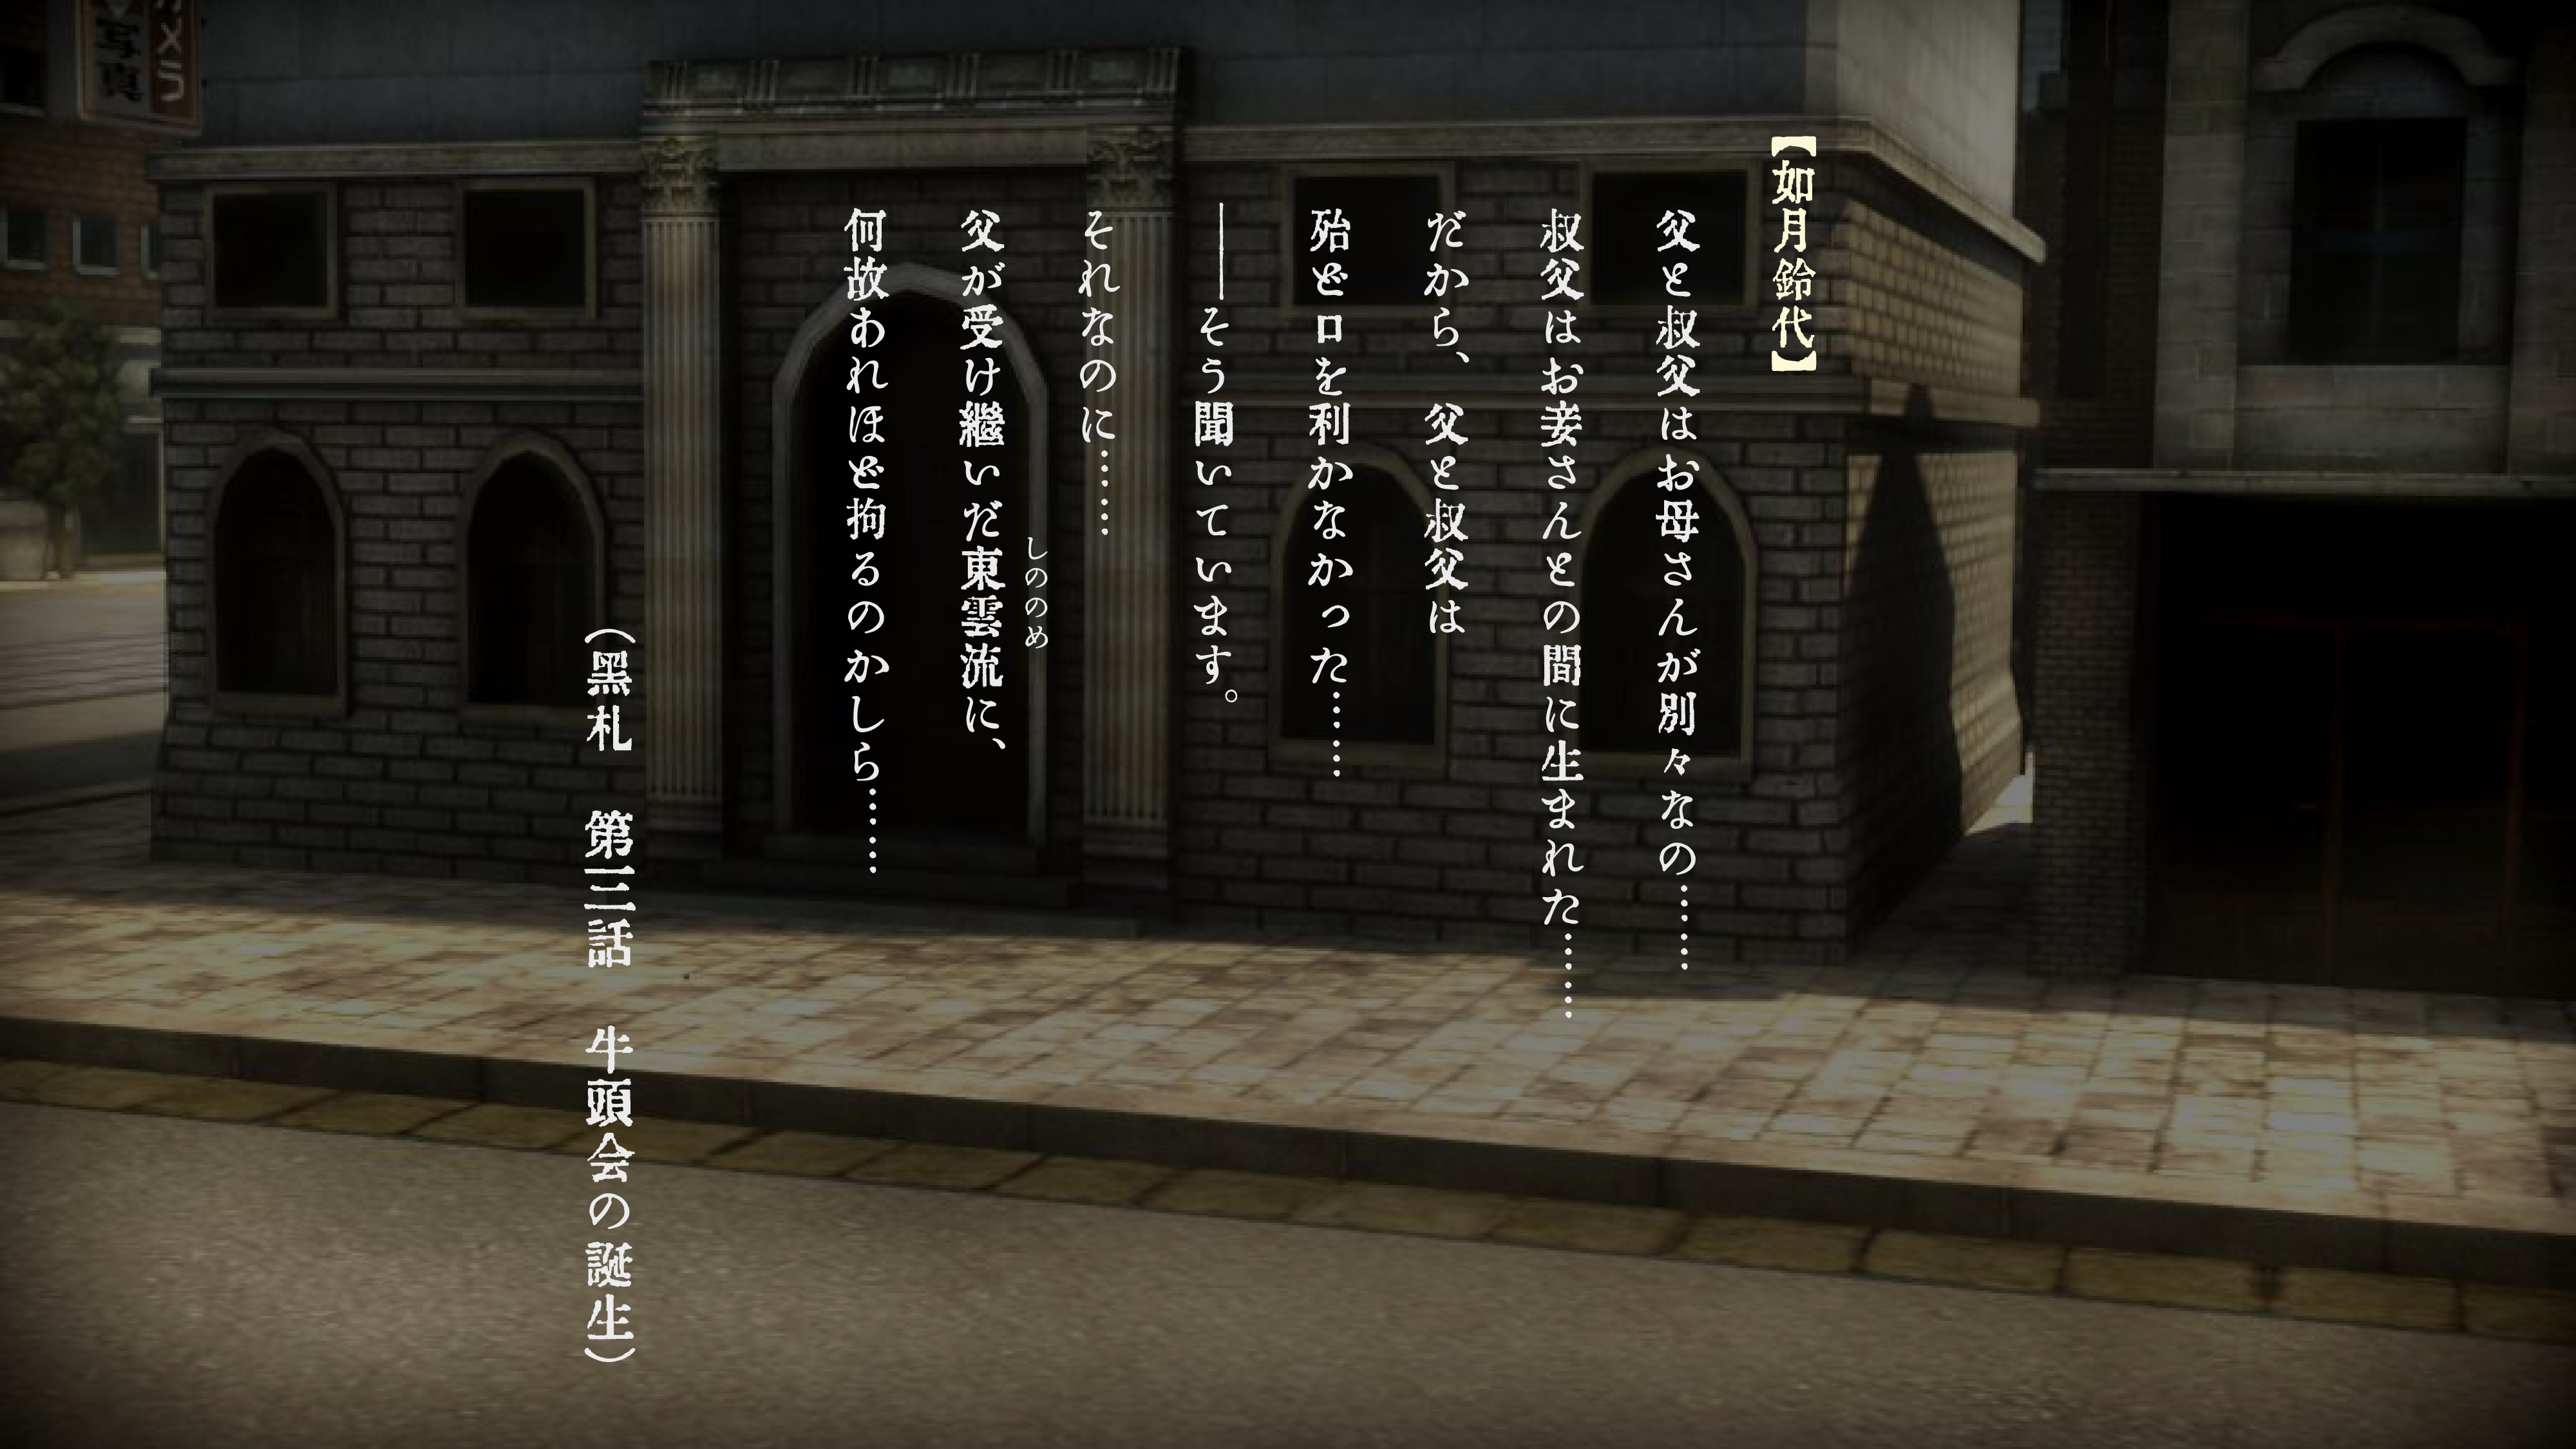 【如月鈴代】
父と叔父はお母さんが別々なの……
叔父はお妾さんとの間に生まれた……
だから、父と叔父は
殆ど口を利かなかった……
――そう聞いています。
それなのに……
父が受け継いだ東雲流に、
しののめ
何故あれほど拘るのかしら……
（黑札　第三話　牛頭会の誕生）
カメラ
写真